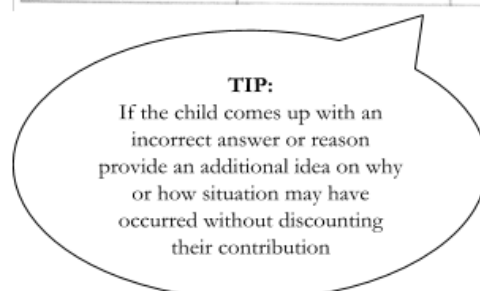 TIP:
If the child comes up with an
incorrect answer or reason
provide an additional idea on why
or how situation may have
occurred without discounting
their contribution